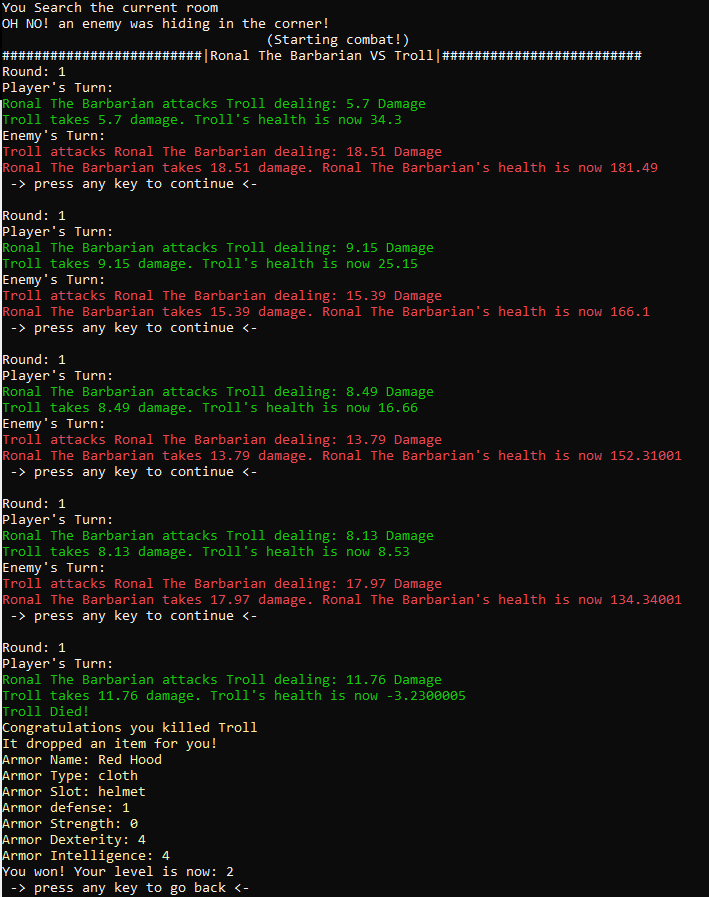 You Search the current room
OH NO! an enemy was hiding in the corner!
(Starting combat!)
#########################|Ronal The Barbarian VS Troll|#########################
Round: 1
Player's Turn:
Ronal The Barbarian attacks Troll dealing: 5.7 Damage
Troll takes 5.7 damage. Troll's health is now 34.3
Enemy's Turn:
Troll attacks Ronal The Barbarian dealing: 18.51 Damage
Ronal The Barbarian takes 18.51 damage. Ronal The Barbarian's health is now 181.49
-> press any key to continue <-
Round: 1
Player's Turn:
Ronal The Barbarian attacks Troll dealing: 9.15 Damage
Troll takes 9.15 damage. Troll's health is now 25.15
Enemy's Turn:
Troll attacks Ronal The Barbarian dealing: 15.39 Damage
Ronal The Barbarian takes 15.39 damage. Ronal The Barbarian's health is now 166.1
-> press any key to continue <-
Round: 1
Player's Turn:
Ronal The Barbarian attacks Troll dealing: 8.49 Damage
Troll takes 8.49 damage. Troll's health is now 16.66
Enemy's Turn:
Troll attacks Ronal The Barbarian dealing: 13.79 Damage
Ronal The Barbarian takes 13.79 damage. Ronal The Barbarian's health is now 152.31001
-> press any key to continue <-
Round: 1
Player's Turn:
Ronal The Barbarian attacks Troll dealing: 8.13 Damage
Troll takes 8.13 damage. Troll's health is now 8.53
Enemy's Turn:
Troll attacks Ronal The Barbarian dealing: 17.97 Damage
Ronal The Barbarian takes 17.97 damage. Ronal The Barbarian's health is now 134.34001
-> press any key to continue <-
Round: 1
Player's Turn:
Ronal The Barbarian attacks Troll dealing: 11.76 Damage
Troll takes 11.76 damage. Troll's health is now -3.2300005
Troll Died!
Congratulations you killed Troll
It dropped an item for you!
Armor Name: Red Hood
Armor Type: cloth
Armor Slot: helmet
Armor defense: 1
Armor Strength: 0
Armor Dexterity: 4
Armor Intelligence: 4
You won! Your level is now: 2
-> press any key to go back <-